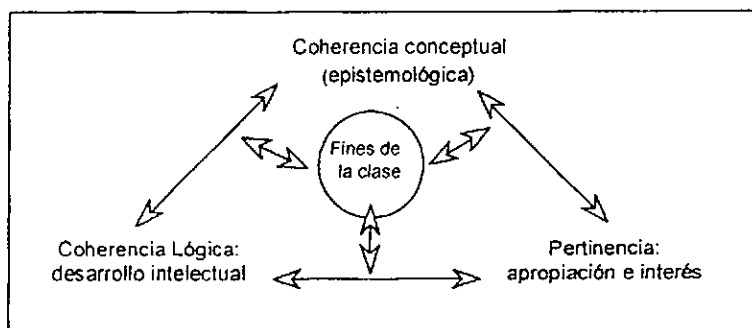 Coherencia conceptual
(epistemológica)
Fines de
la clase
Coherencia Lógica:
desarrollo intelectual
Pertinencia:
apropiación e interés